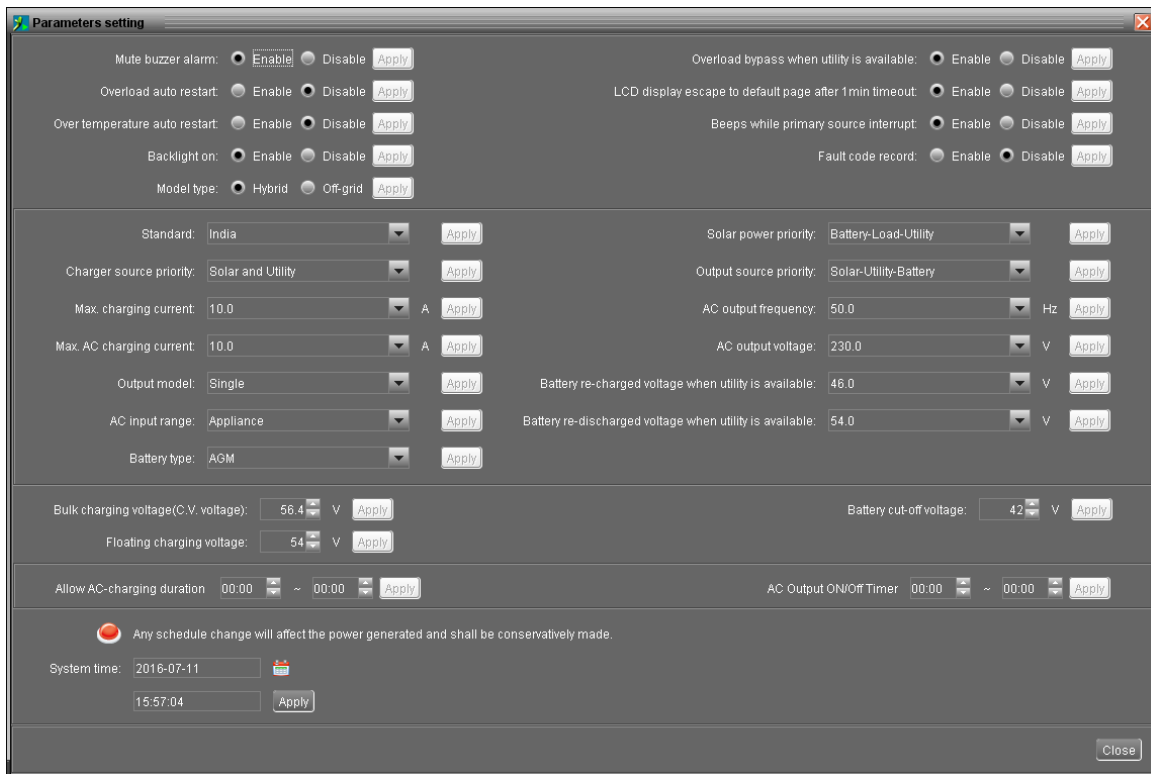 Parameters setting
Mute buzzer alarm: Enable Disable Apply
Overload bypass when utility is available: Enable Disable Apply
Overload auto restart: Enable Disable Apply
LCD display escape to default page after 1min timeout: Enable Disable Apply
Over temperature auto restart: Enable Disable Apply
Beeps while primary source interrupt: Enable Disable Apply
Backlight on: Enable Disable Apply
Fault code record: Enable Disable Apply
Model type: Hybrid Off-grid Apply
Standard: India Apply
Solar power priority: Battery-Load-Utility Apply
Charger source priority: Solar and Utility Apply
Output source priority: Solar-Utility-Battery Apply
Max. charging current: 10.0 A Apply
AC output frequency: 50.0 Hz Apply
Max. AC charging current: 10.0 A Apply
AC output voltage: 230.0 V Apply
Output model: Single Apply
Battery re-charged voltage when utility is available: 46.0 V Apply
AC input range: Appliance Apply
Battery re-discharged voltage when utility is available: 54.0 V Apply
Battery type: AGM Apply
Bulk charging voltage(C.V. voltage): 56.4 V Apply
Battery cut-off voltage: 42 V Apply
Floating charging voltage: 54 V Apply
Allow AC-charging duration 00:00 ~ 00:00 Apply
AC Output ON/Off Timer 00:00 ~ 00:00 Apply
Any schedule change will affect the power generated and shall be conservatively made.
System time: 2016-07-11
15:57:04 Apply
Close